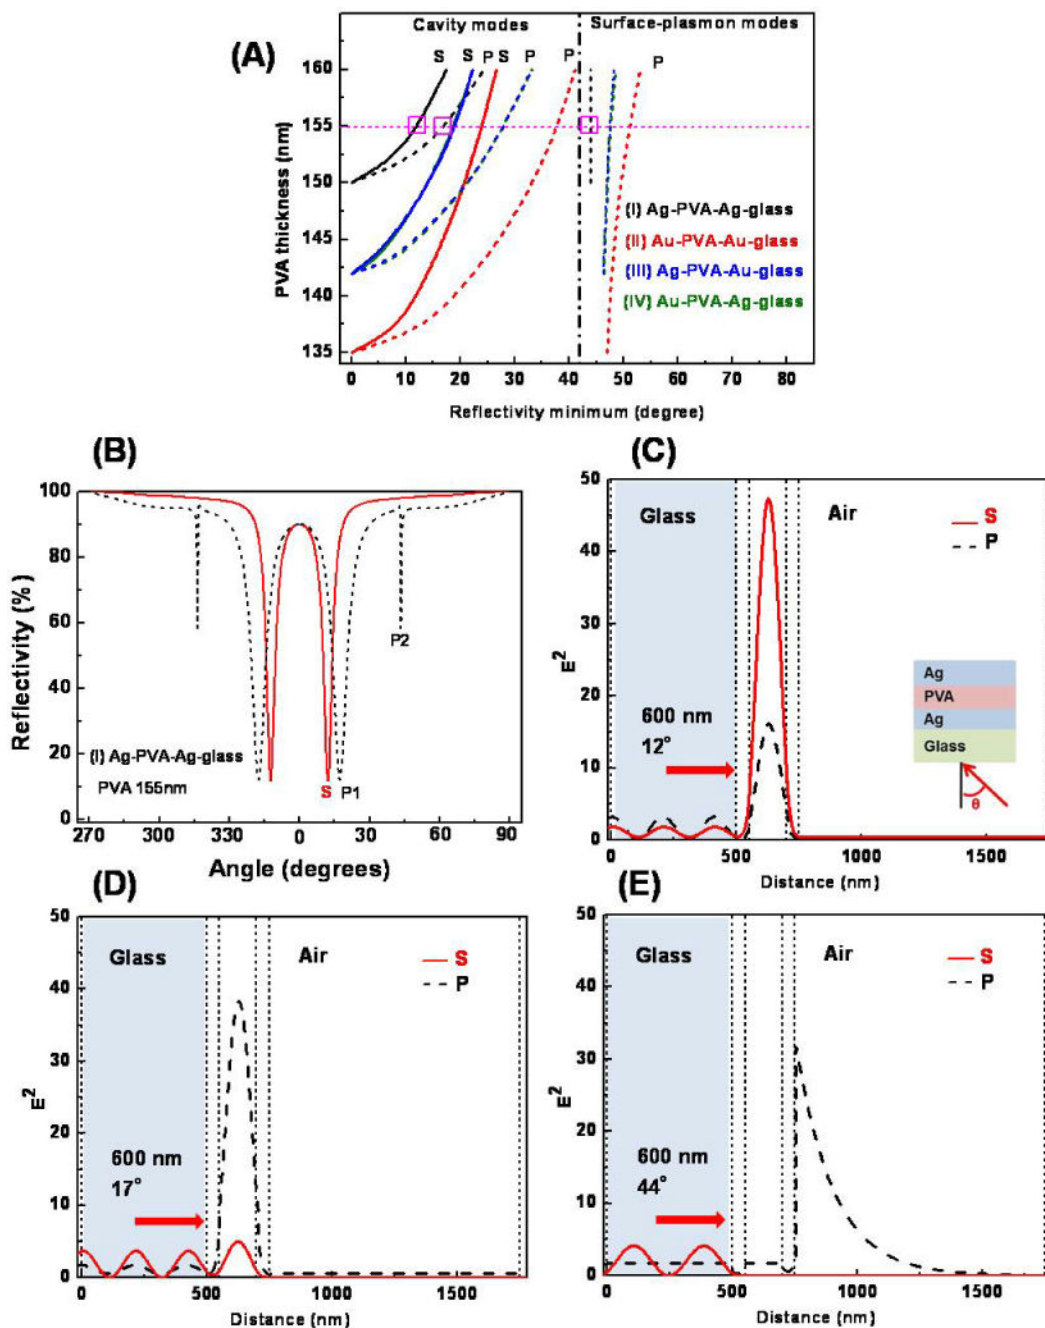 (A)
Cavity modes
Surface-plasmon modes
S
S
P
S
P
P
P
160
155
150
145
140
135
PVA thickness (nm)
(I) Ag-PVA-Ag-glass
(II) Au-PVA-Au-glass
(III) Ag-PVA-Au-glass
(IV) Au-PVA-Ag-glass
0 10 20 30 40 50 60 70 80
Reflectivity minimum (degree)
(B)
100
80
60
40
20
0
Reflectivity (%)
P2
(I) Ag-PVA-Ag-glass
PVA 155nm
S
P1
270 300 330 0 30 60 90
Angle (degrees)
(C)
50
40
30
20
10
0
E2
Glass
Air
S
P
600 nm
12°
Ag
PVA
Ag
Glass
θ
0 500 1000 1500
Distance (nm)
(D)
50
40
30
20
10
0
E2
Glass
Air
S
P
600 nm
17°
0 500 1000 1500
Distance (nm)
(E)
50
40
30
20
10
0
E2
Glass
Air
S
P
600 nm
44°
0 500 1000 1500
Distance (nm)